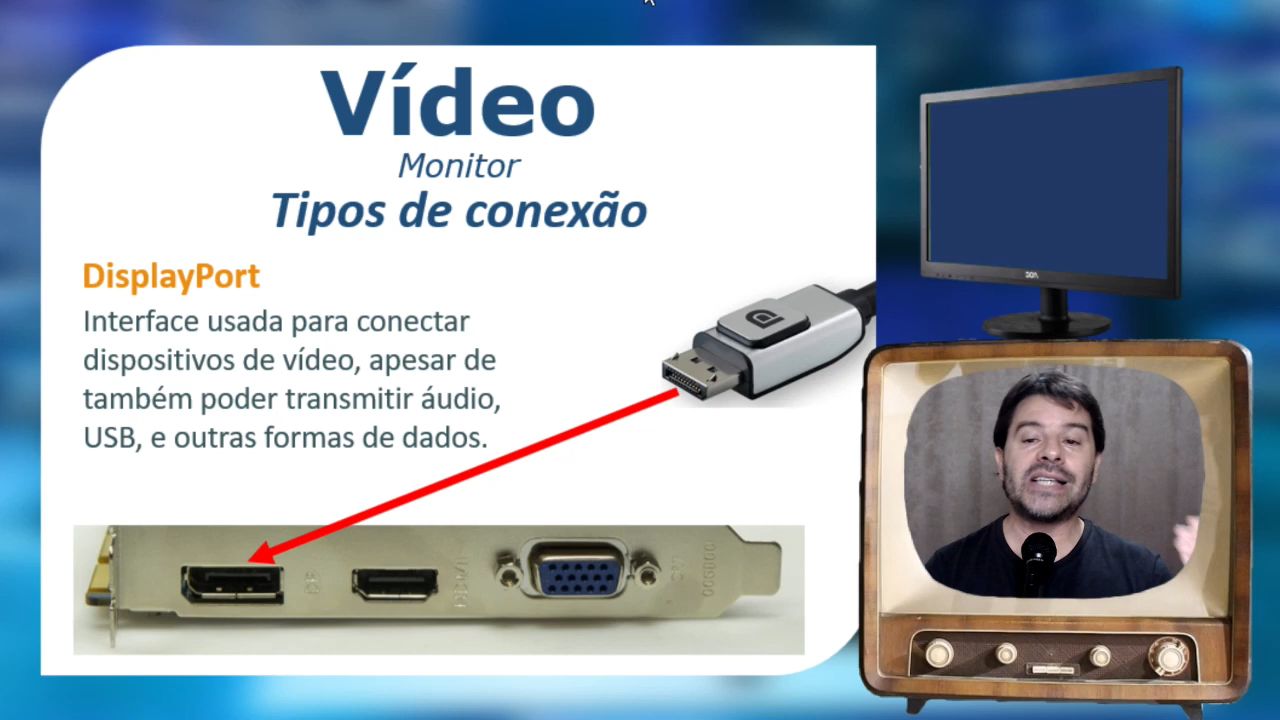 Vídeo
Monitor
Tipos de conexão
DisplayPort
Interface usada para conectar
dispositivos de vídeo, apesar de
também poder transmitir áudio,
USB, e outras formas de dados.